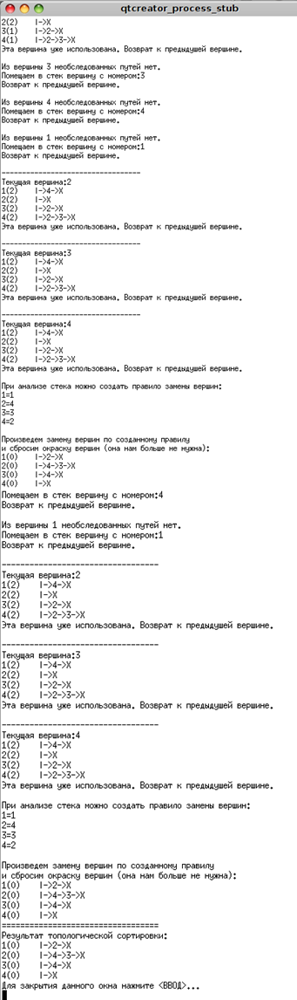 qtcreator_process_stub
2(2) I->X
3(1) I->2->X
4(1) I->2->3->X
Эта вершина уже использована. Возврат к предыдущей вершине.
Из вершины 3 необследованных путей нет.
Помещаем в стек вершину с номером:3
Возврат к предыдущей вершине.
Из вершины 4 необследованных путей нет.
Помещаем в стек вершину с номером:4
Возврат к предыдущей вершине.
Из вершины 1 необследованных путей нет.
Помещаем в стек вершину с номером:1
Возврат к предыдущей вершине.
----------------------------------
Текущая вершина:2
1(2) I->4->X
2(2) I->X
3(2) I->2->X
4(2) I->2->3->X
Эта вершина уже использована. Возврат к предыдущей вершине.
----------------------------------
Текущая вершина:3
1(2) I->4->X
2(2) I->X
3(2) I->2->X
4(2) I->2->3->X
Эта вершина уже использована. Возврат к предыдущей вершине.
----------------------------------
Текущая вершина:4
1(2) I->4->X
2(2) I->X
3(2) I->2->X
4(2) I->2->3->X
Эта вершина уже использована. Возврат к предыдущей вершине.
При анализе стека можно создать правило замены вершин:
1=1
2=4
3=3
4=2
Произведем замену вершин по созданному правилу
и сбросим окраску вершин (она нам больше не нужна):
1(0) I->2->X
2(0) I->4->3->X
3(0) I->4->X
4(0) I->X
Помещаем в стек вершину с номером:4
Возврат к предыдущей вершине.
Из вершины 1 необследованных путей нет.
Помещаем в стек вершину с номером:1
Возврат к предыдущей вершине.
----------------------------------
Текущая вершина:2
1(2) I->4->X
2(2) I->X
3(2) I->2->X
4(2) I->2->3->X
Эта вершина уже использована. Возврат к предыдущей вершине.
----------------------------------
Текущая вершина:3
1(2) I->4->X
2(2) I->X
3(2) I->2->X
4(2) I->2->3->X
Эта вершина уже использована. Возврат к предыдущей вершине.
----------------------------------
Текущая вершина:4
1(2) I->4->X
2(2) I->X
3(2) I->2->X
4(2) I->2->3->X
Эта вершина уже использована. Возврат к предыдущей вершине.
При анализе стека можно создать правило замены вершин:
1=1
2=4
3=3
4=2
Произведем замену вершин по созданному правилу
и сбросим окраску вершин (она нам больше не нужна):
1(0) I->2->X
2(0) I->4->3->X
3(0) I->4->X
4(0) I->X
==================================
Результат топологической сортировки:
1(0) I->2->X
2(0) I->4->3->X
3(0) I->4->X
4(0) I->X
Для закрытия данного окна нажмите <ВВОД>...